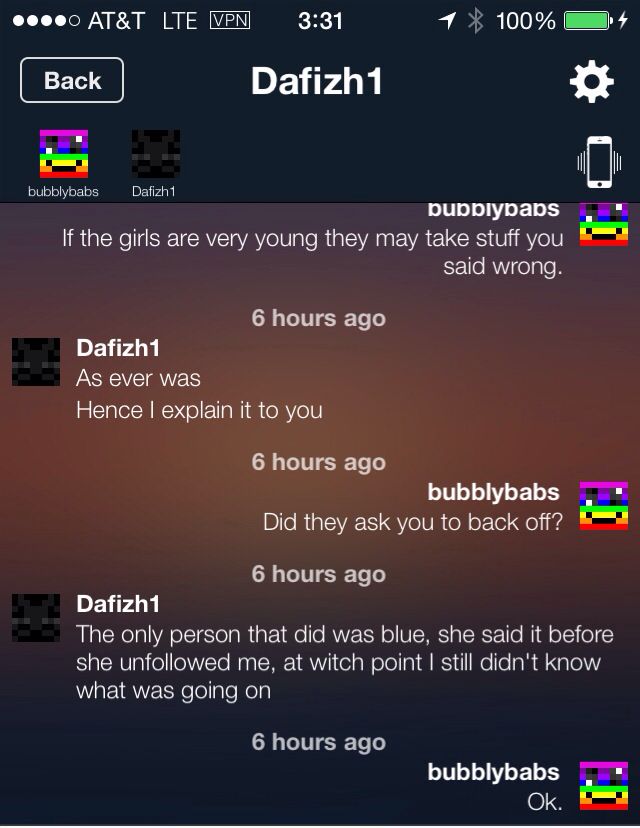 AT&T LTE VPN 3:31 100%
Back Dafizh1
bubblybabs Dafizh1
bubblybabs
If the girls are very young they may take stuff you
said wrong.
6 hours ago
Dafizh1
As ever was
Hence I explain it to you
6 hours ago
bubblybabs
Did they ask you to back off?
6 hours ago
Dafizh1
The only person that did was blue, she said it before
she unfollowed me, at witch point I still didn't know
what was going on
6 hours ago
bubblybabs
Ok.